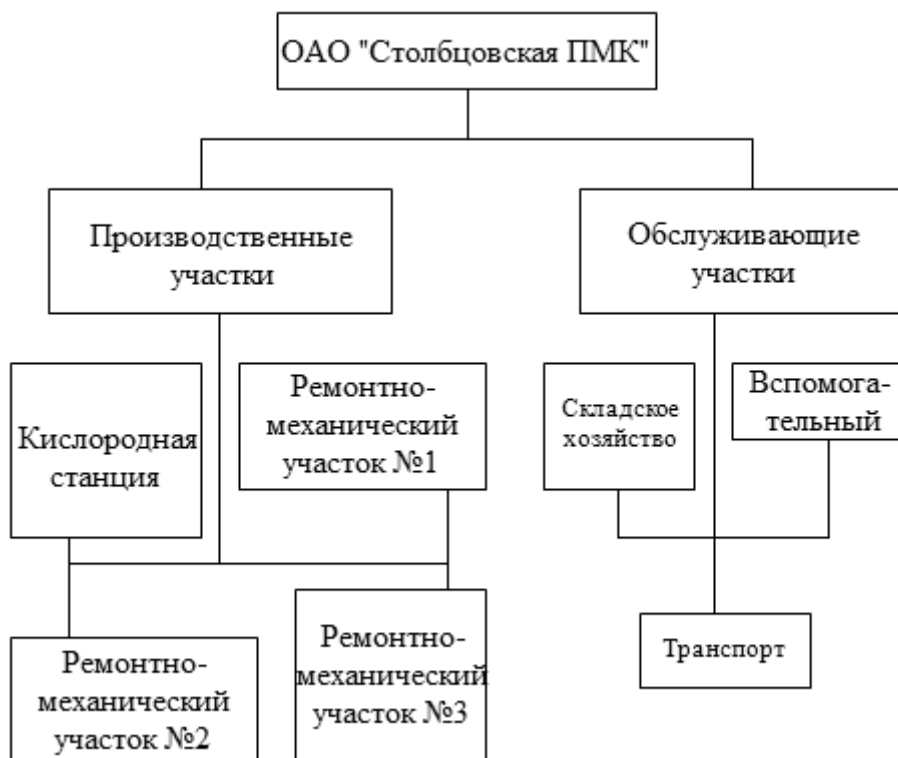 ОАО "Столбцовская ПМК"
Производственные
участки
Обслуживающие
участки
Кислородная
станция
Ремонтно-
механический
участок №1
Складское
хозяйство
Вспомога-
тельный
Ремонтно-
механический
участок №2
Ремонтно-
механический
участок №3
Транспорт